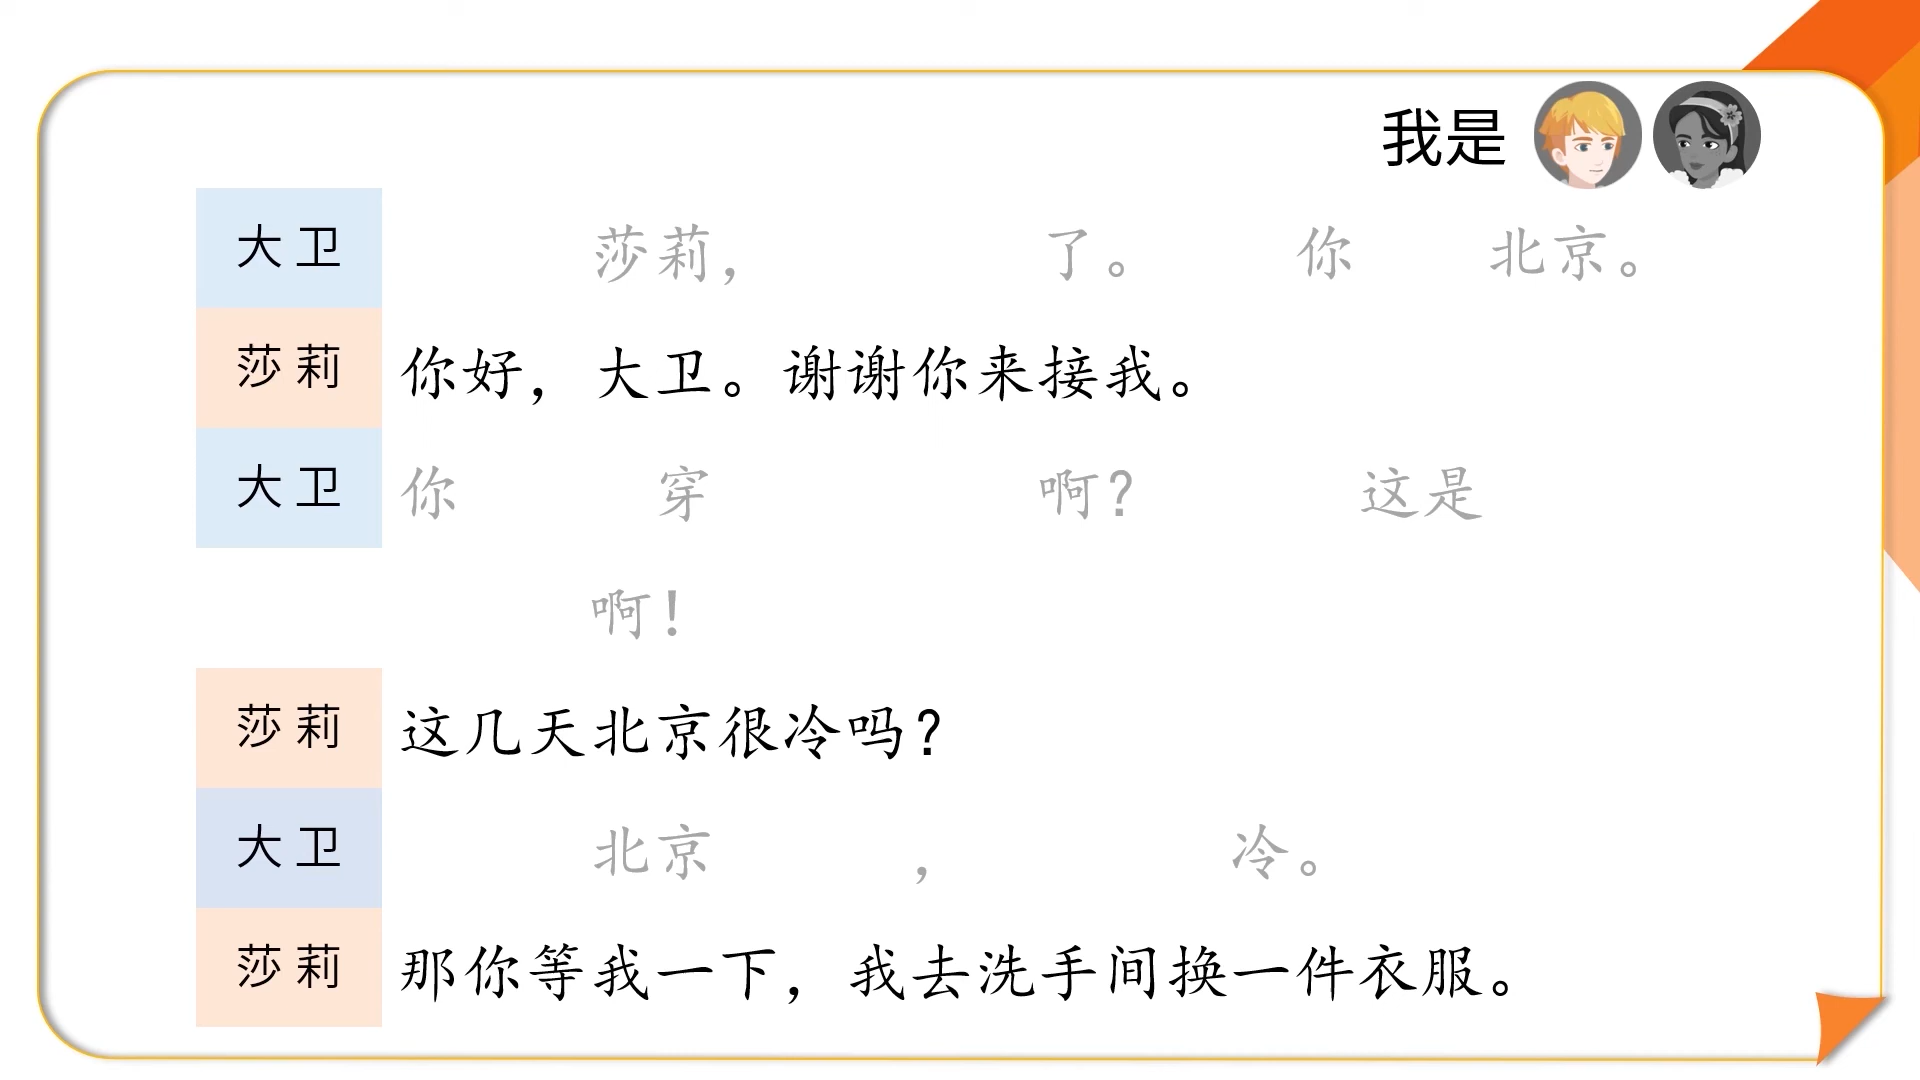 我是
大卫 莎莉， 了。 你 北京。
莎莉 你好，大卫。谢谢你来接我。
大卫 你 穿 啊？ 这是
啊！
莎莉 这几天北京很冷吗？
大卫 北京 ， 冷。
莎莉 那你等我一下，我去洗手间换一件衣服。